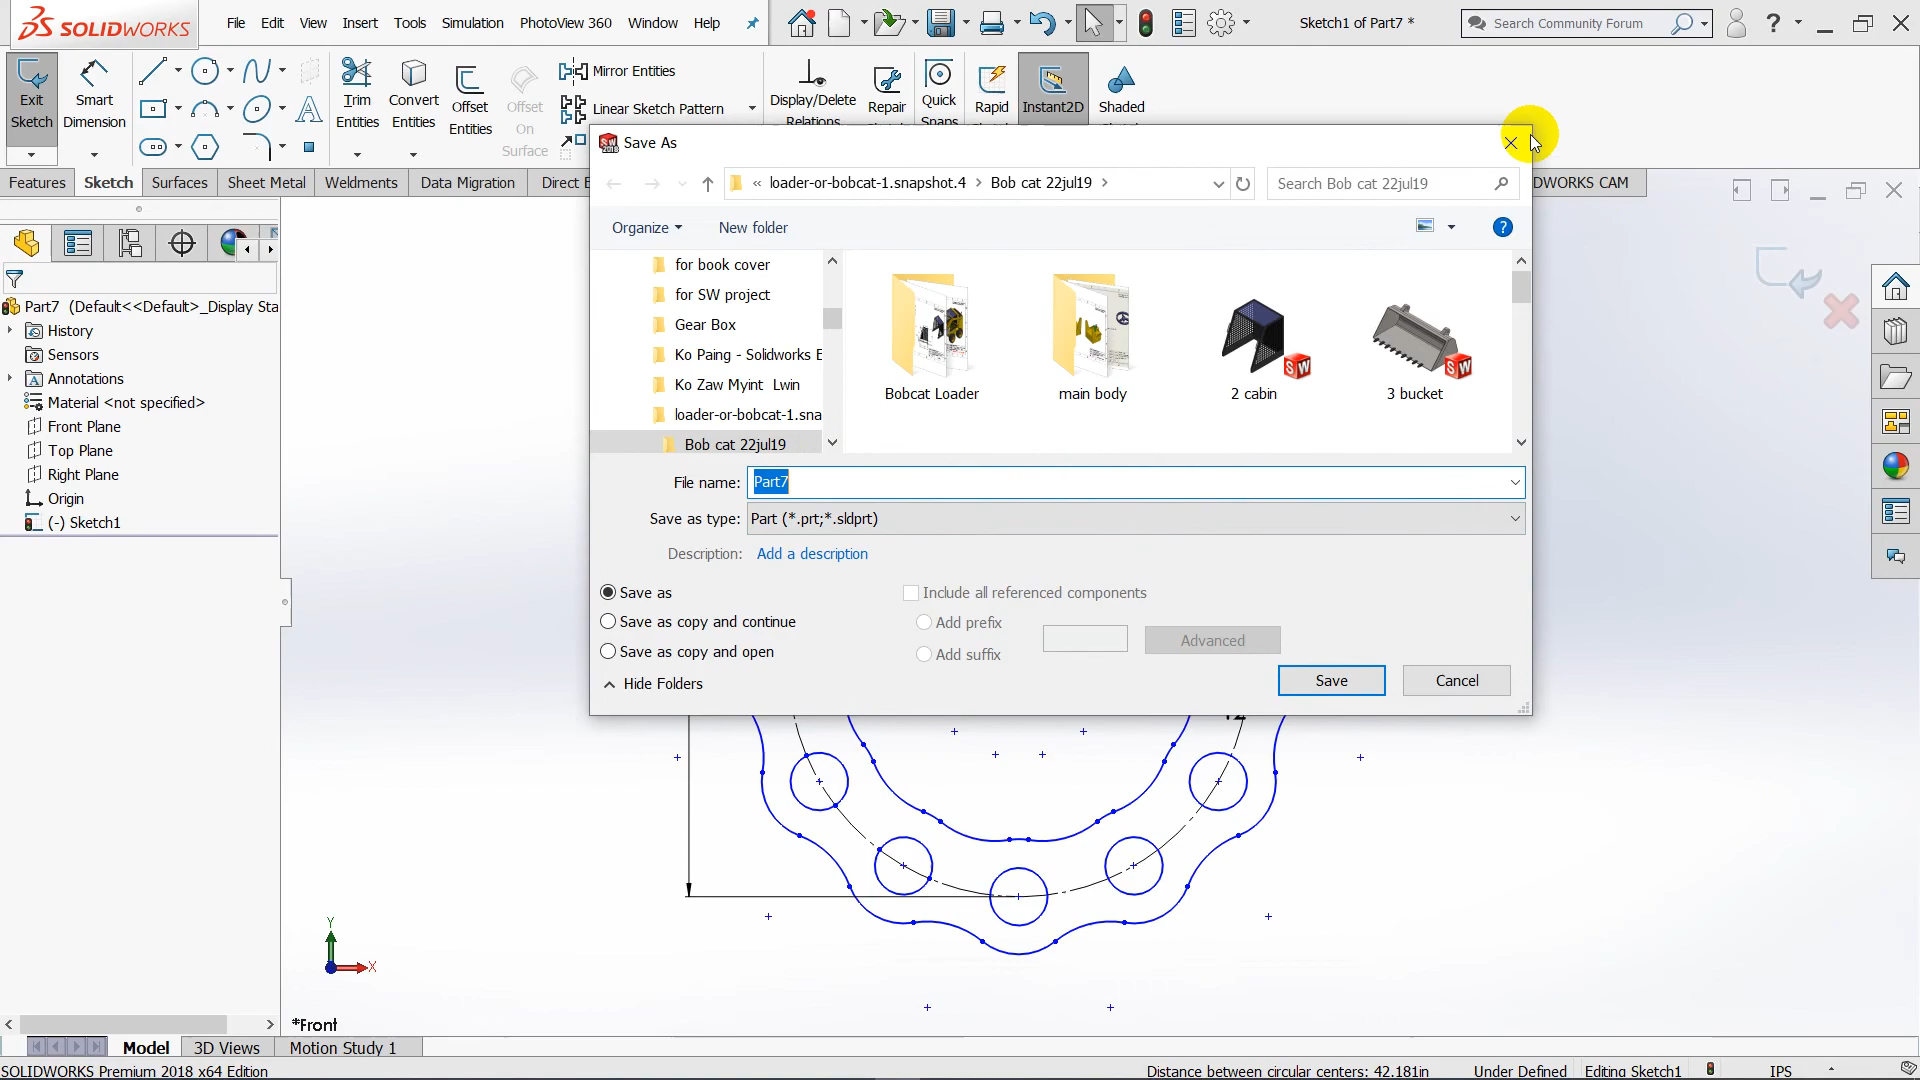 SOLIDWORKS
File
Edit
View
Insert
Tools
Simulation
PhotoView 360
Window
Help
Sketch1 of Part7 *
Search Community Forum
Exit Sketch
Smart Dimension
Trim Entities
Convert Entities
Offset Entities
Offset On Surface
Mirror Entities
Linear Sketch Pattern
Display/Delete Relations
Repair
Quick Snaps
Rapid
Instant2D
Shaded
Features
Sketch
Surfaces
Sheet Metal
Weldments
Data Migration
Direct E
DWORKS CAM
Part7 (Default<<Default>_Display Sta
History
Sensors
Annotations
Material <not specified>
Front Plane
Top Plane
Right Plane
Origin
(-) Sketch1
Save As
« loader-or-bobcat-1.snapshot.4 › Bob cat 22jul19 ›
Search Bob cat 22jul19
Organize
New folder
for book cover
for SW project
Gear Box
Ko Paing - Solidworks E
Ko Zaw Myint Lwin
loader-or-bobcat-1.sna
Bob cat 22jul19
Bobcat Loader
main body
2 cabin
3 bucket
File name: Part7
Save as type: Part (*.prt;*.sldprt)
Description: Add a description
Save as
Save as copy and continue
Save as copy and open
Include all referenced components
Add prefix
Add suffix
Advanced
Hide Folders
Save
Cancel
Y
X
*Front
Model
3D Views
Motion Study 1
SOLIDWORKS Premium 2018 x64 Edition
Distance between circular centers: 42.181in
Under Defined
Editing Sketch1
IPS